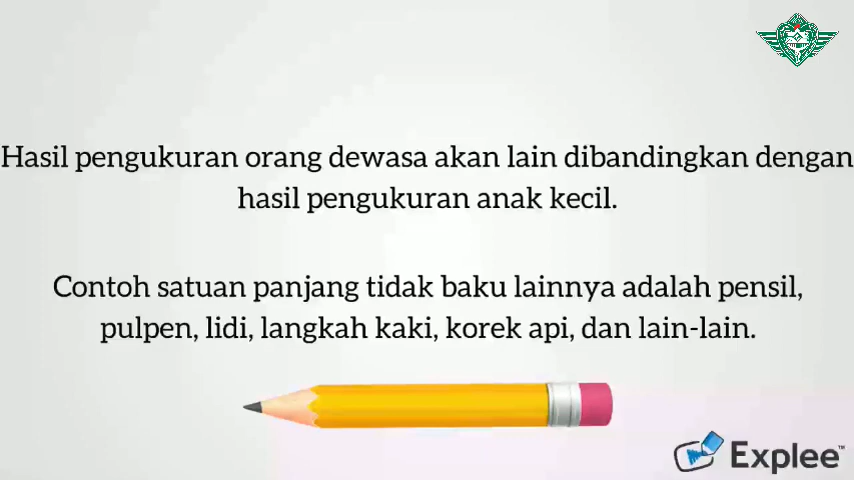 Hasil pengukuran orang dewasa akan lain dibandingkan dengan
hasil pengukuran anak kecil.
Contoh satuan panjang tidak baku lainnya adalah pensil,
pulpen, lidi, langkah kaki, korek api, dan lain-lain.
Explee™